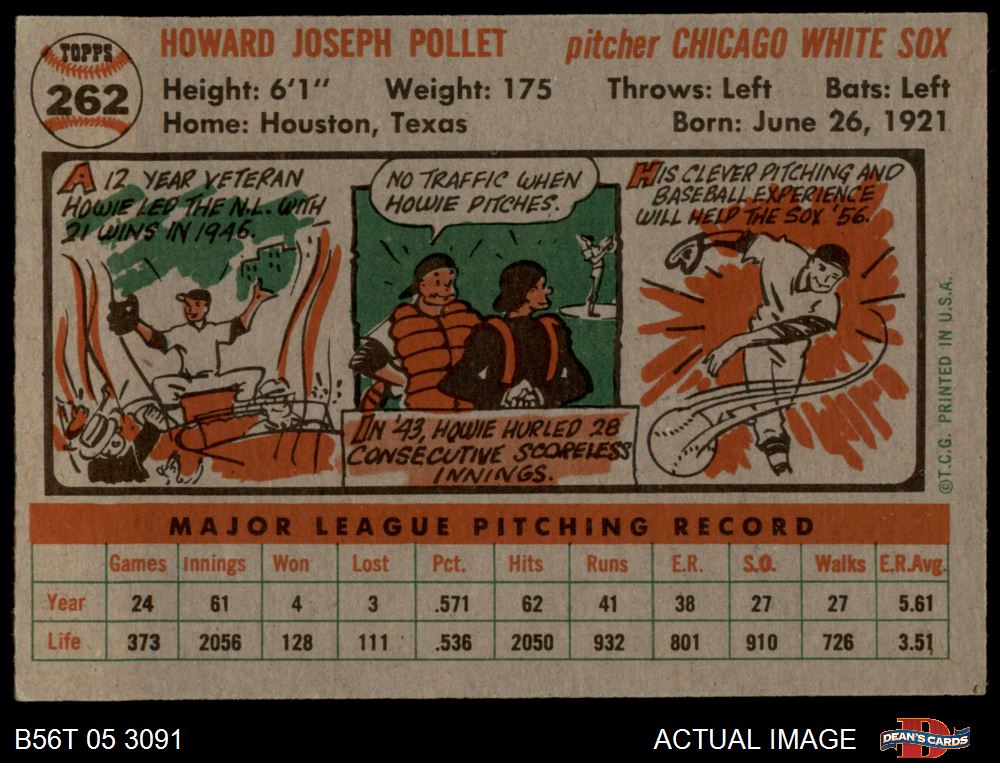 TOPPS
262
HOWARD JOSEPH POLLET
pitcher CHICAGO WHITE SOX
Height: 6'1" Weight: 175 Throws: Left Bats: Left
Home: Houston, Texas Born: June 26, 1921
A 12 YEAR VETERAN
HOWIE LED THE N.L. WITH
21 WINS IN 1946.
NO TRAFFIC WHEN
HOWIE PITCHES.
IN '43, HOWIE HURLED 28
CONSECUTIVE SCORELESS
INNINGS.
HIS CLEVER PITCHING AND
BASEBALL EXPERIENCE
WILL HELP THE SOX '56.
©T.C.G. PRINTED IN U.S.A.
MAJOR LEAGUE PITCHING RECORD
Games Innings Won Lost Pct. Hits Runs E.R. S.O. Walks E.R.Avg.
Year 24 61 4 3 .571 62 41 38 27 27 5.61
Life 373 2056 128 111 .536 2050 932 801 910 726 3.51
B56T 05 3091
ACTUAL IMAGE
D
DEAN'S CARDS